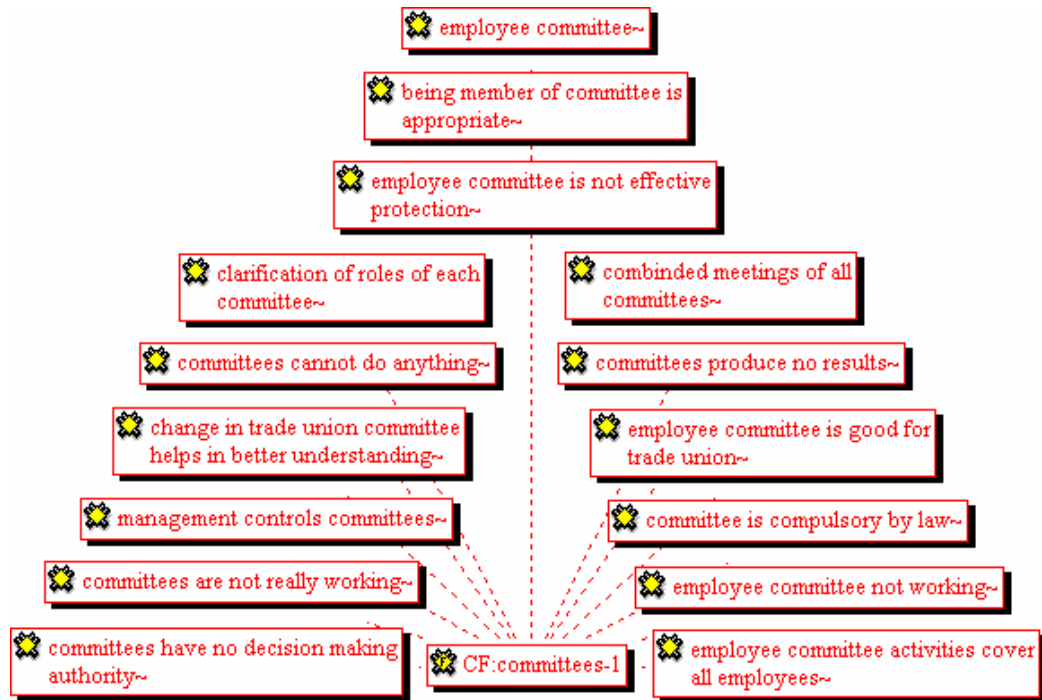 employee committee~
being member of committee is
appropriate~
employee committee is not effective
protection~
clarification of roles of each
committee~
combinded meetings of all
committees~
committees cannot do anything~
committees produce no results~
change in trade union committee
helps in better understanding~
employee committee is good for
trade union~
management controls committees~
committee is compulsory by law~
committees are not really working~
employee committee not working~
committees have no decision making
authority~
CF:committees-1
employee committee activities cover
all employees~